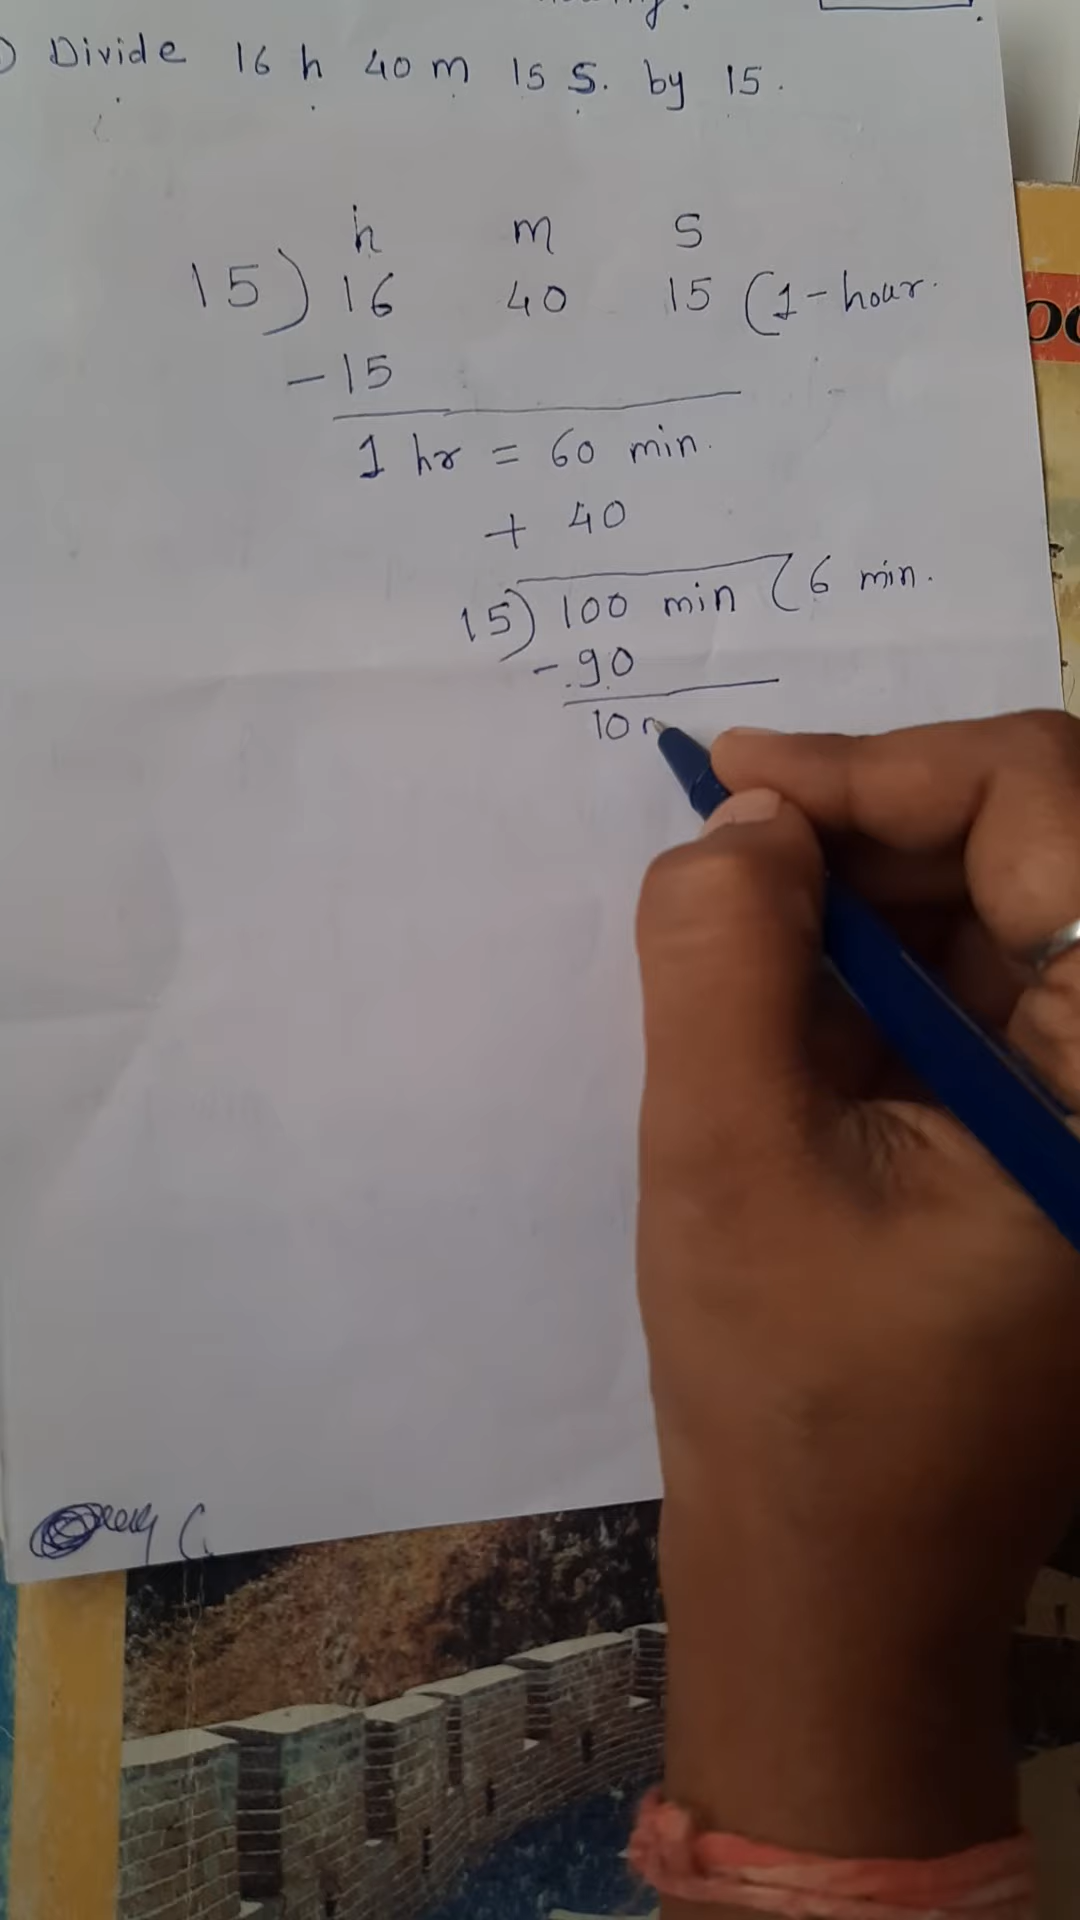 Divide 16 h 40 m 15 S. by 15.
h m S
15) 16 40 15 (1 - hour.
- 15
1 hr = 60 min.
+ 40
15) 100 min (6 min.
- 90
10